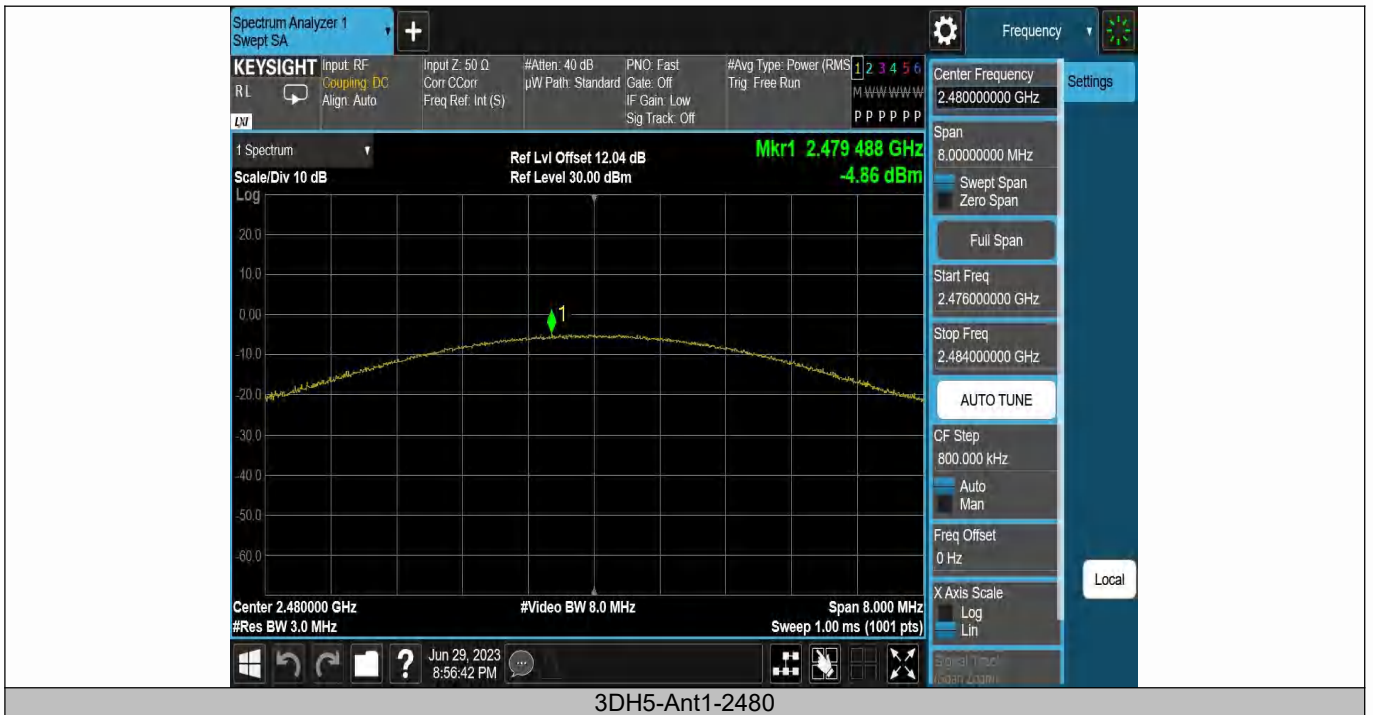 Spectrum Analyzer 1
Swept SA
+
Frequency
KEYSIGHT
RL
LXI
Input: RF
Coupling: DC
Align: Auto
Input Z: 50 Ω
Corr CCorr
Freq Ref: Int (S)
#Atten: 40 dB
µW Path: Standard
PNO: Fast
Gate: Off
IF Gain: Low
Sig Track: Off
#Avg Type: Power (RMS
Trig: Free Run
1 2 3 4 5 6
M W W W W W
P P P P P P
1 Spectrum
Scale/Div 10 dB
Log
Ref Lvl Offset 12.04 dB
Ref Level 30.00 dBm
Mkr1 2.479 488 GHz
-4.86 dBm
20.0
10.0
0.00
-10.0
-20.0
-30.0
-40.0
-50.0
-60.0
1
Center 2.480000 GHz
#Res BW 3.0 MHz
#Video BW 8.0 MHz
Span 8.000 MHz
Sweep 1.00 ms (1001 pts)
Center Frequency
2.480000000 GHz
Settings
Span
8.00000000 MHz
Swept Span
Zero Span
Full Span
Start Freq
2.476000000 GHz
Stop Freq
2.484000000 GHz
AUTO TUNE
CF Step
800.000 kHz
Auto
Man
Freq Offset
0 Hz
X Axis Scale
Log
Lin
Signal Track
(Span Zoom)
Local
?
Jun 29, 2023
8:56:42 PM
3DH5-Ant1-2480